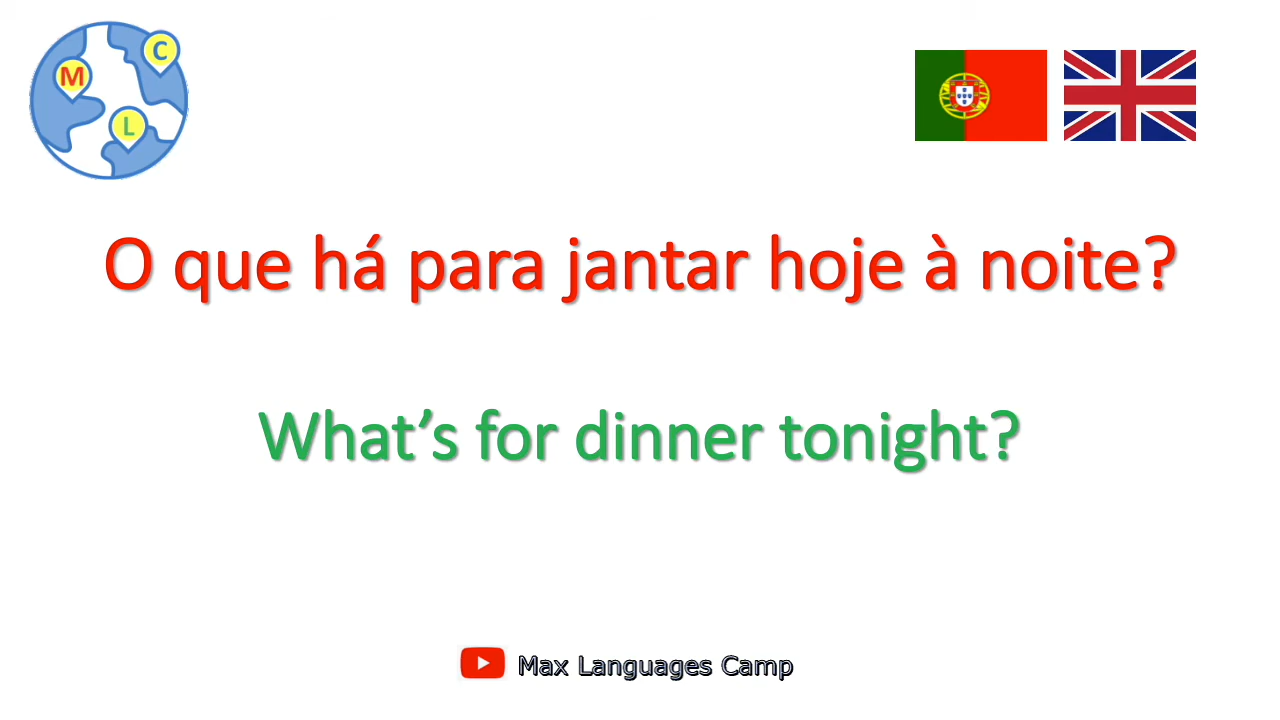 M
C
L
O que há para jantar hoje à noite?
What’s for dinner tonight?
Max Languages Camp